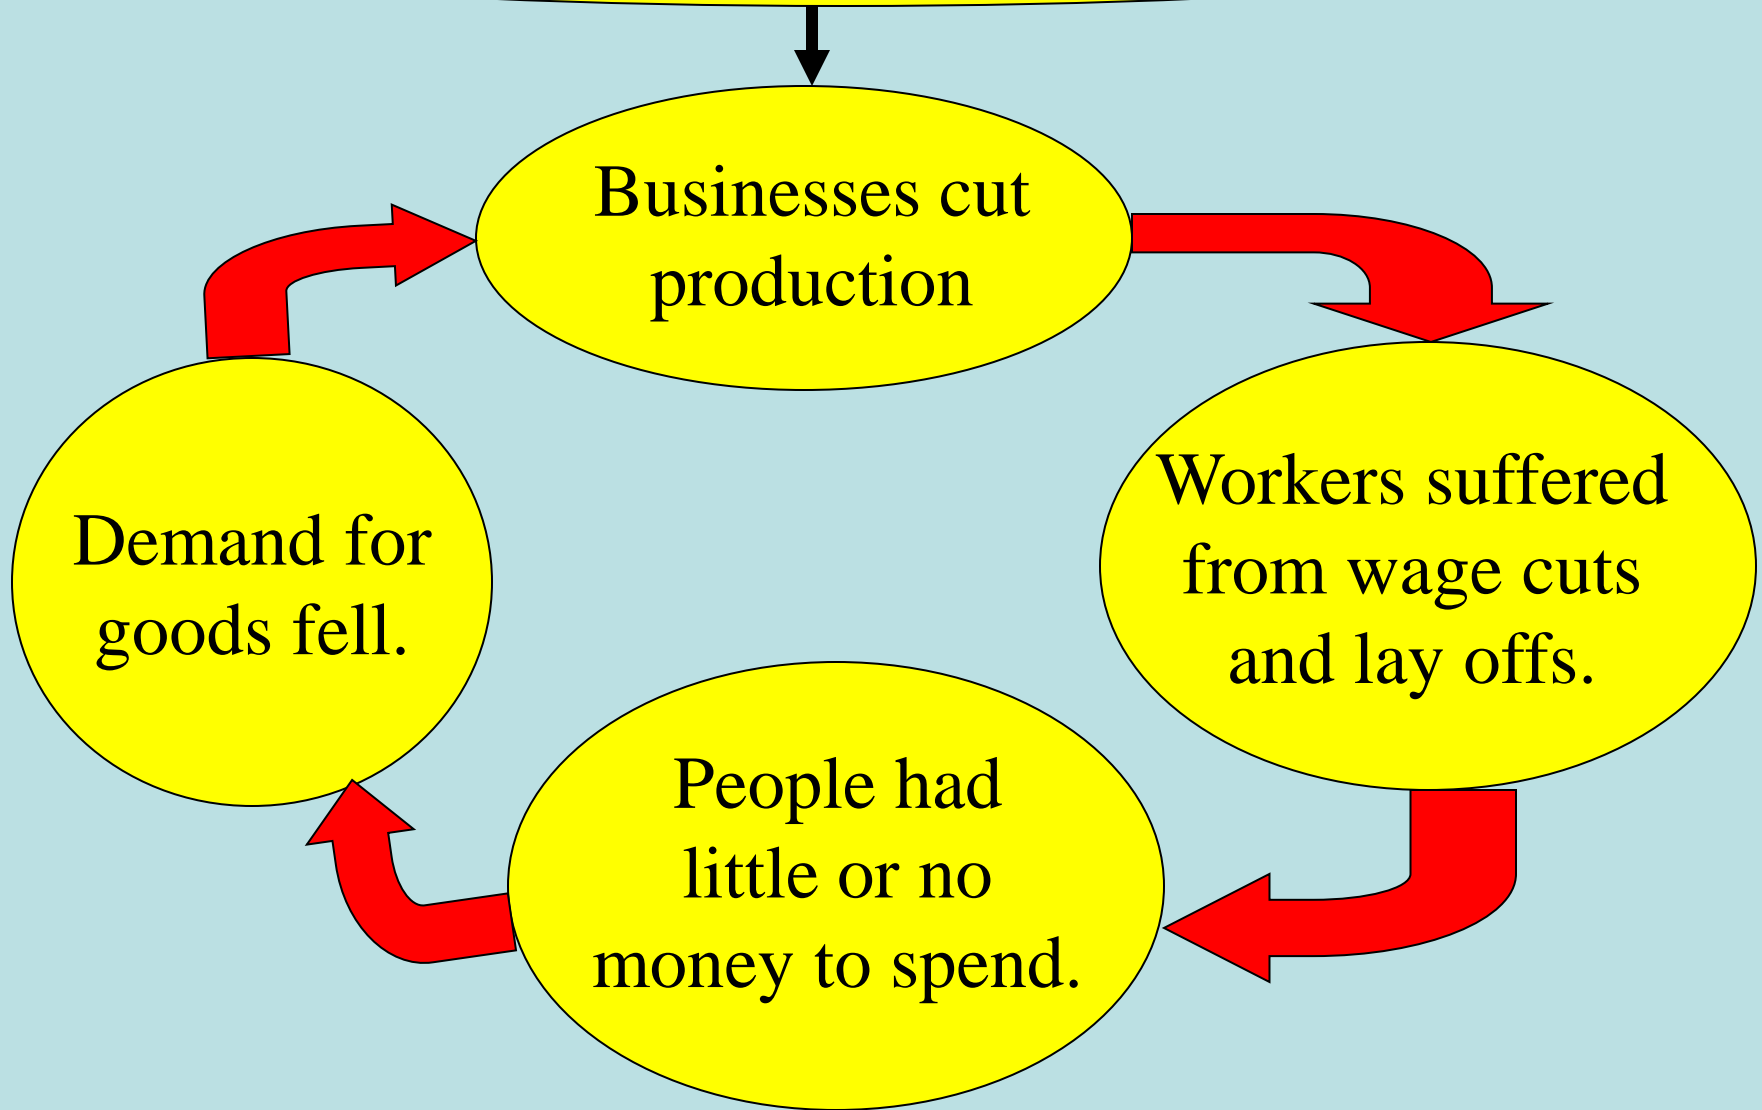 Businesses cut
production
Workers suffered
from wage cuts
and lay offs.
People had
little or no
money to spend.
Demand for
goods fell.